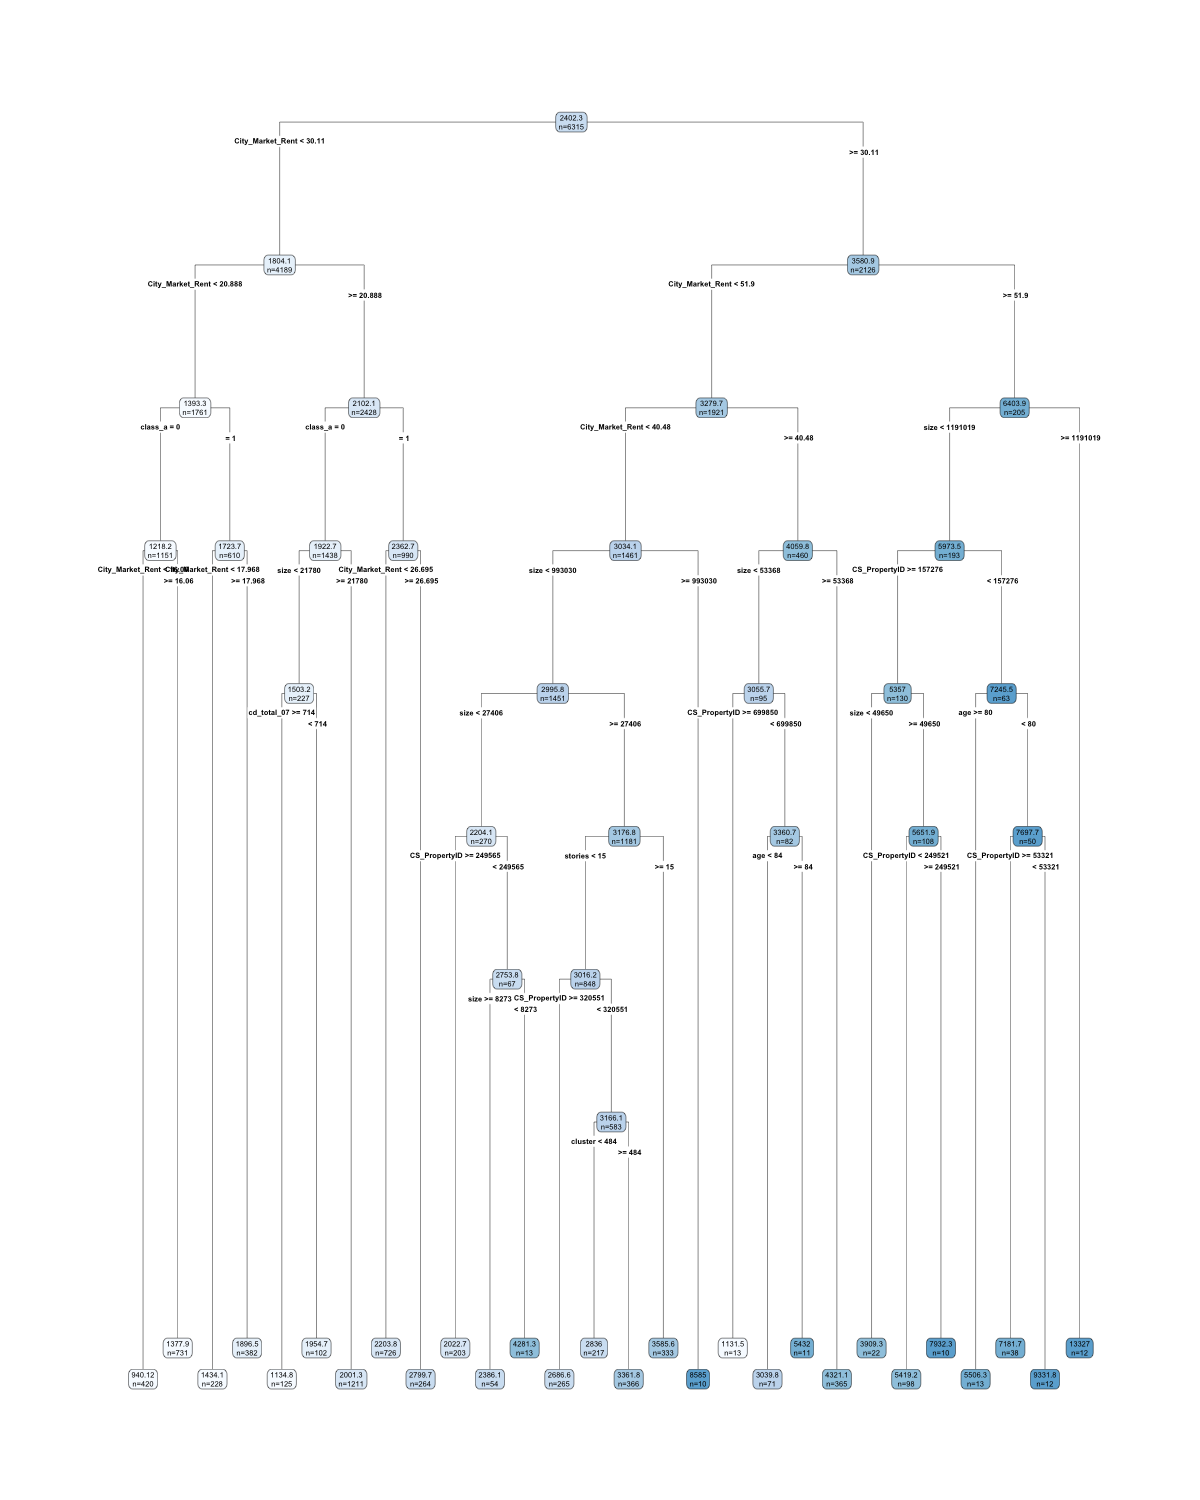 2402.3
n=6315
City_Market_Rent < 30.11
>= 30.11
1804.1
n=4189
3580.9
n=2126
City_Market_Rent < 20.888
>= 20.888
City_Market_Rent < 51.9
>= 51.9
1393.3
n=1761
2102.1
n=2428
3279.7
n=1921
6403.9
n=205
class_a = 0
= 1
class_a = 0
= 1
City_Market_Rent < 40.48
>= 40.48
size < 1191019
>= 1191019
1218.2
n=1151
1723.7
n=610
1922.7
n=1438
2362.7
n=990
3034.1
n=1461
4059.8
n=460
5973.5
n=193
City_Market_Rent <
>= 16.06
Market_Rent < 17.968
>= 17.968
size < 21780
>= 21780
City_Market_Rent < 26.695
>= 26.695
size < 993030
>= 993030
size < 53368
>= 53368
CS_PropertyID >= 157276
< 157276
1503.2
n=227
2995.8
n=1451
3055.7
n=95
5357
n=130
7245.5
n=63
cd_total_07 >= 714
< 714
size < 27406
>= 27406
CS_PropertyID >= 699850
< 699850
size < 49650
>= 49650
age >= 80
< 80
2204.1
n=270
3176.8
n=1181
3360.7
n=82
5651.9
n=108
7697.7
n=50
CS_PropertyID >= 249565
< 249565
stories < 15
>= 15
age < 84
>= 84
CS_PropertyID < 249521
>= 249521
CS_PropertyID >= 53321
< 53321
2753.8
n=67
3016.2
n=848
size >= 8273
< 8273
CS_PropertyID >= 320551
< 320551
3166.1
n=583
cluster < 484
>= 484
1377.9
n=731
1896.5
n=382
1954.7
n=102
2203.8
n=726
2022.7
n=203
4281.3
n=13
2836
n=217
3585.6
n=333
1131.5
n=13
5432
n=11
3909.3
n=22
7932.3
n=10
7181.7
n=38
13327
n=12
940.12
n=420
1434.1
n=228
1134.8
n=125
2001.3
n=1211
2799.7
n=264
2386.1
n=54
2686.6
n=265
3361.8
n=366
8585
n=10
3039.8
n=71
4321.1
n=365
5419.2
n=98
5506.3
n=13
9331.8
n=12